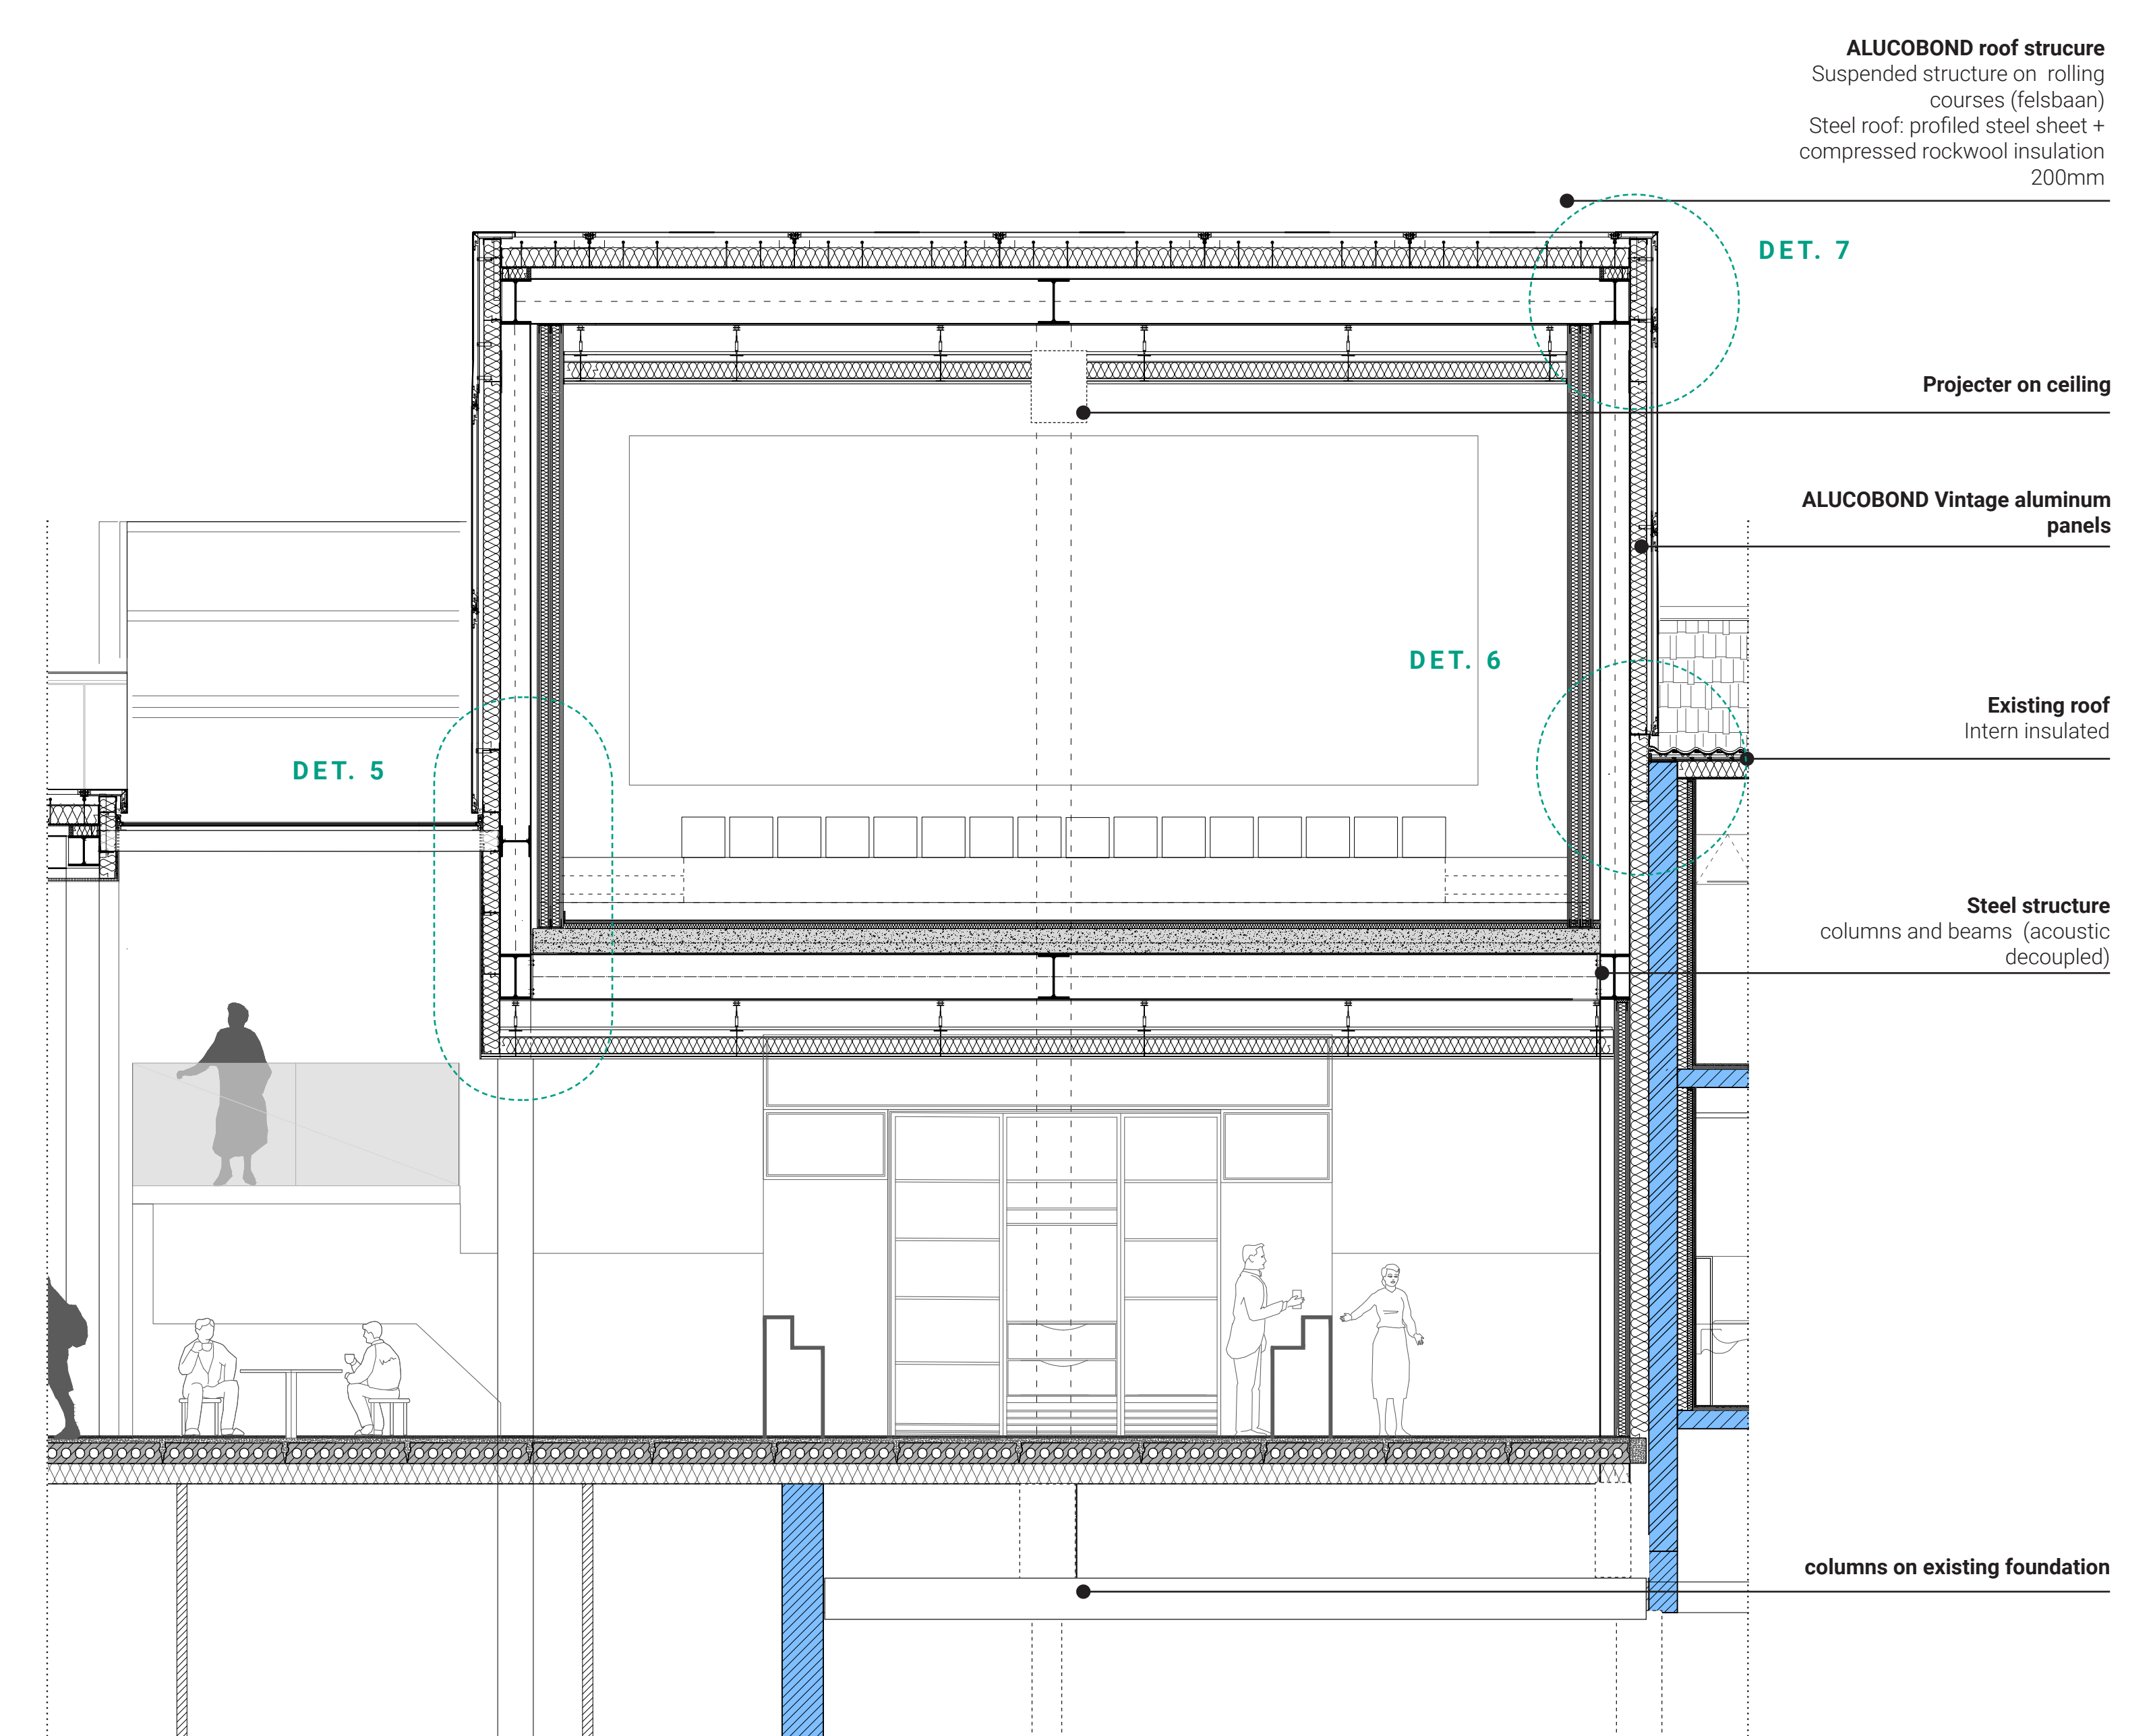 ALUCOBOND roof strucure
Suspended structure on rolling
courses (felsbaan)
Steel roof: profiled steel sheet +
compressed rockwool insulation
200mm
DET. 7
Projecter on ceiling
ALUCOBOND Vintage aluminum
panels
DET. 6
Existing roof
Intern insulated
DET. 5
Steel structure
columns and beams (acoustic
decoupled)
columns on existing foundation